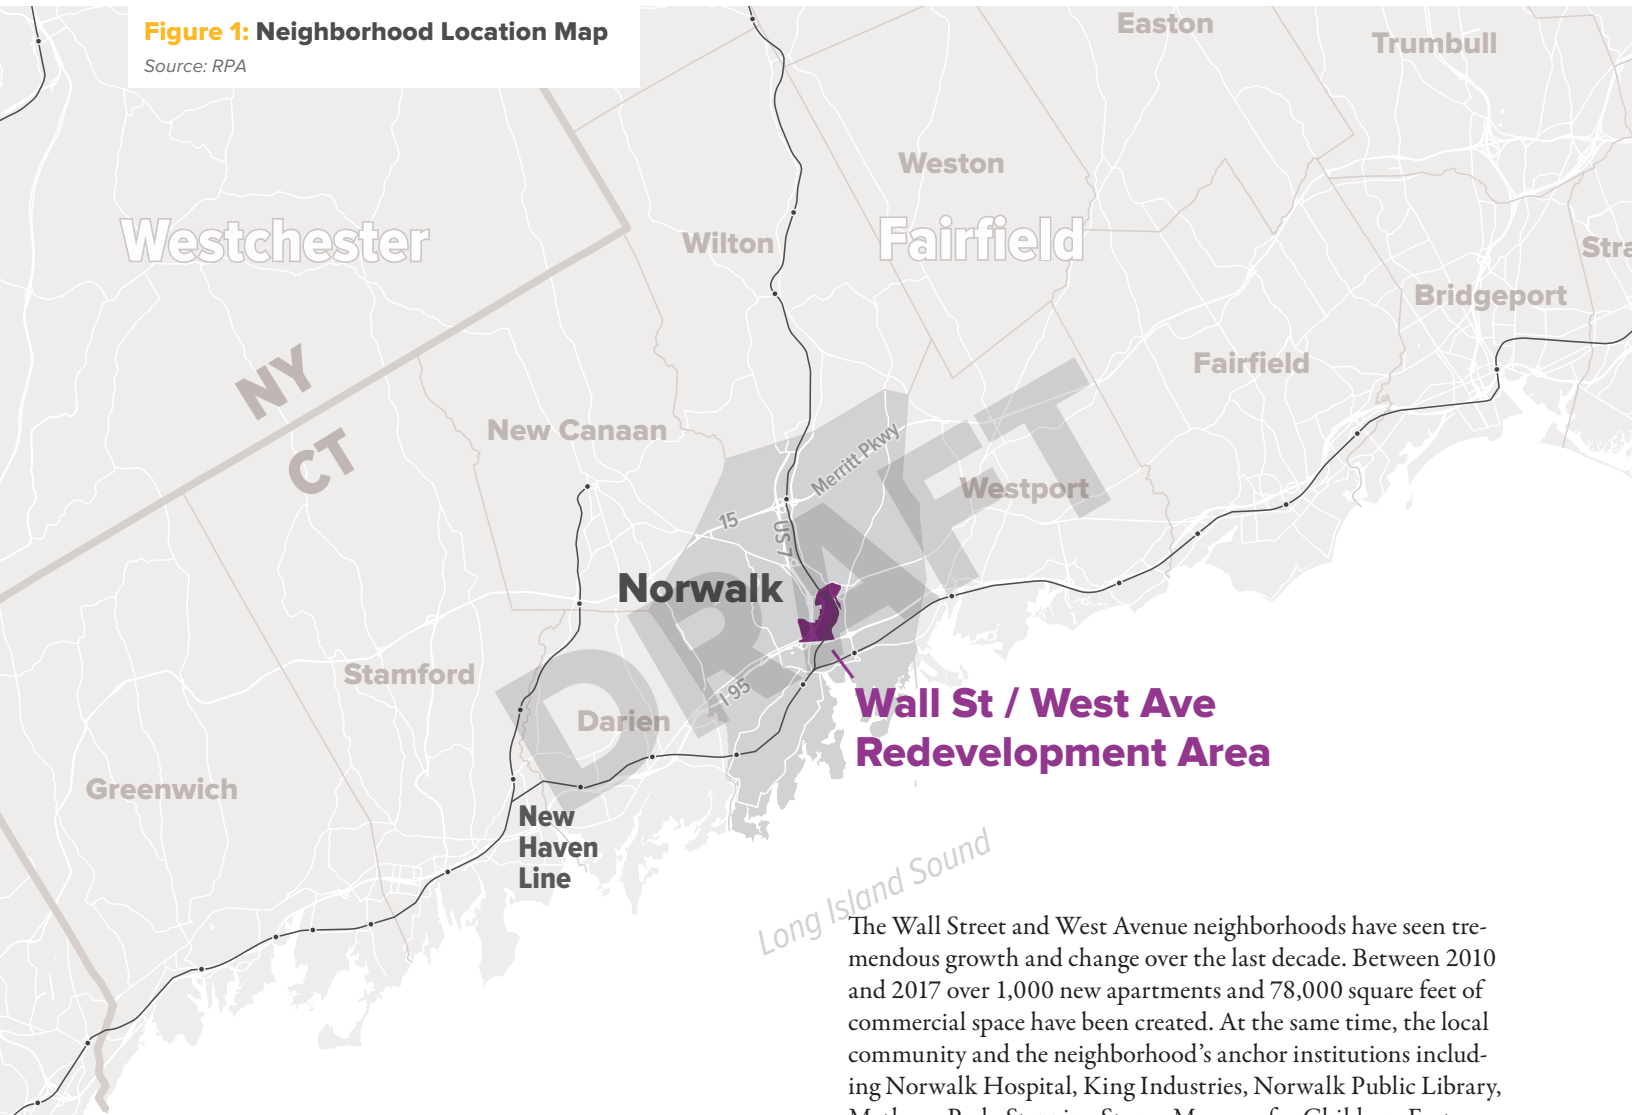 Figure 1: Neighborhood Location Map
Source: RPA
Easton
Trumbull
Weston
Westchester
Wilton
Fairfield
Bridgeport
Fairfield
NY
CT
New Canaan
Merritt Pkwy
Westport
15
US 7
Norwalk
DRAFT
Stamford
I-95
Darien
Wall St / West Ave
Redevelopment Area
Greenwich
New
Haven
Line
Long Island Sound
The Wall Street and West Avenue neighborhoods have seen tre-
mendous growth and change over the last decade. Between 2010
and 2017 over 1,000 new apartments and 78,000 square feet of
commercial space have been created. At the same time, the local
community and the neighborhood's anchor institutions includ-
ing Norwalk Hospital, King Industries, Norwalk Public Library,